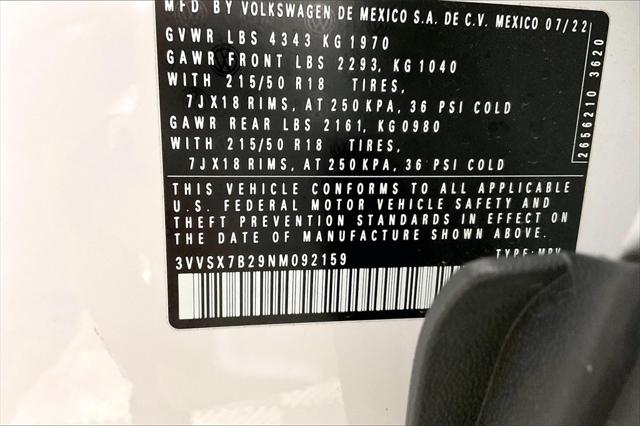 MFD BY VOLKSWAGEN DE MEXICO S.A. DE C.V. MEXICO 07/22
GVWR LBS 4343 KG 1970
GAWR FRONT LBS 2293, KG 1040
WITH 215/50 R18 TIRES,
7JX18 RIMS, AT 250 KPA, 36 PSI COLD
GAWR REAR LBS 2161, KG 0980
WITH 215/50 R18 TIRES,
7JX18 RIMS, AT 250 KPA, 36 PSI COLD
THIS VEHICLE CONFORMS TO ALL APPLICABLE
U.S. FEDERAL MOTOR VEHICLE SAFETY AND
THEFT PREVENTION STANDARDS IN EFFECT ON
THE DATE OF MANUFACTURE SHOWN ABOVE.
3VVSX7B29NM092159 TYPE: MPV
2656210 3620